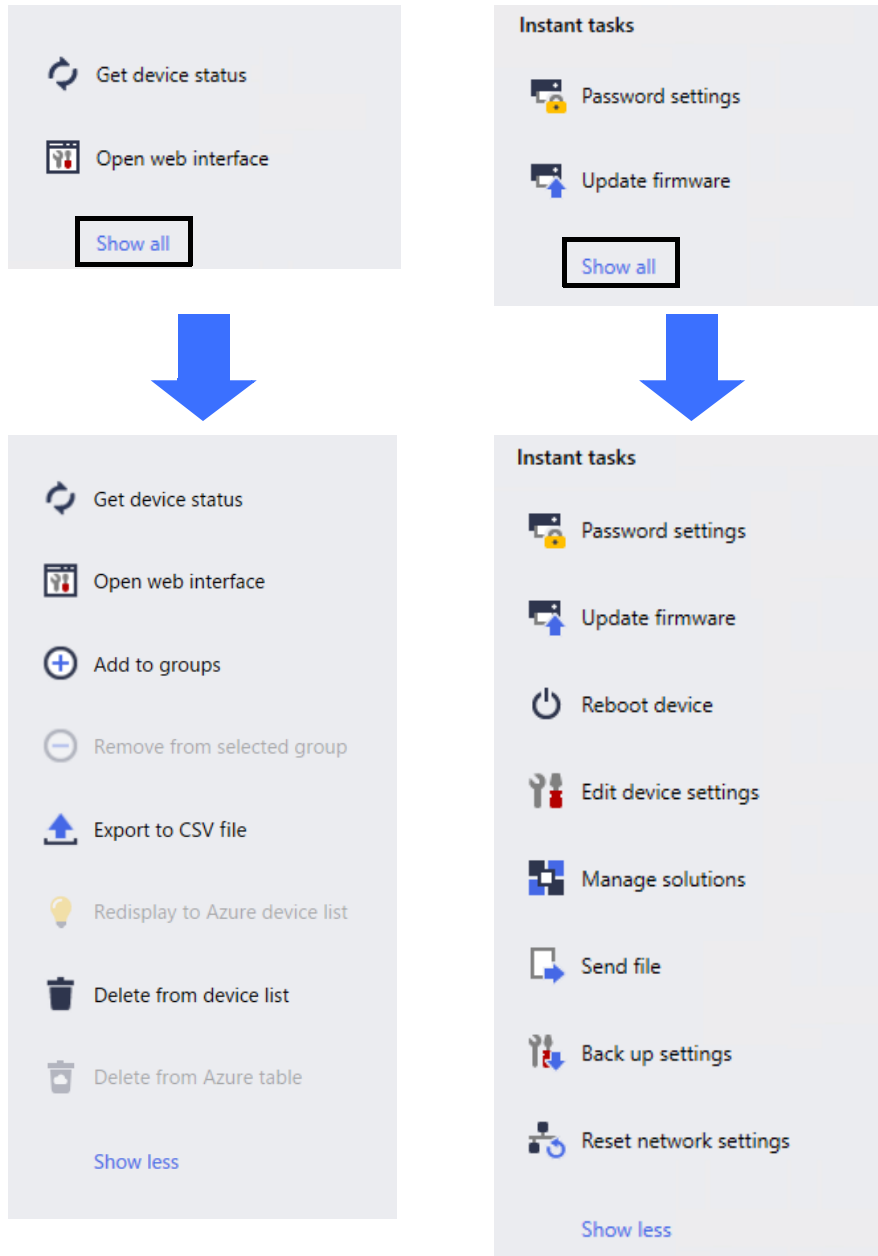 Get device status
Open web interface
Show all
Instant tasks
Password settings
Update firmware
Show all
Get device status
Open web interface
Add to groups
Remove from selected group
Export to CSV file
Redisplay to Azure device list
Delete from device list
Delete from Azure table
Show less
Instant tasks
Password settings
Update firmware
Reboot device
Edit device settings
Manage solutions
Send file
Back up settings
Reset network settings
Show less